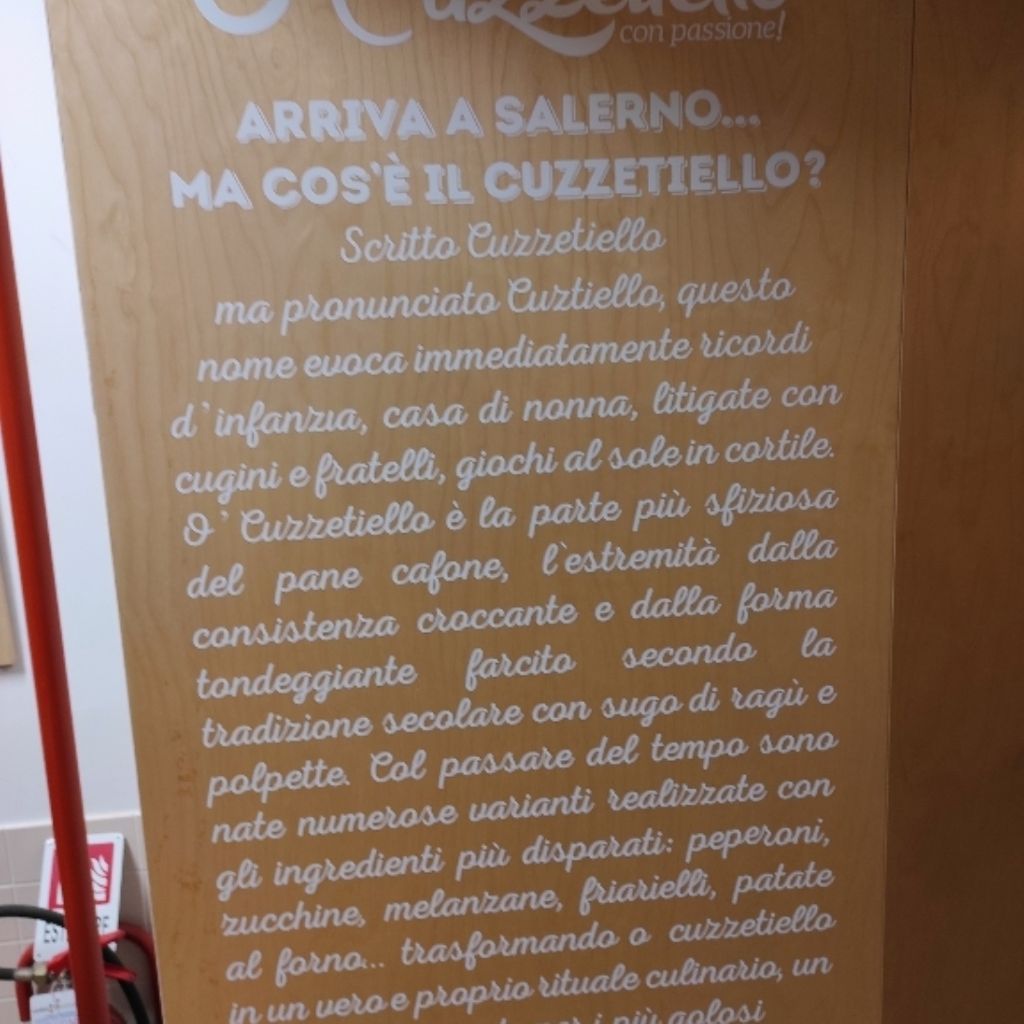 Cuzzetiello
con passione!
ARRIVA A SALERNO...
MA COS'È IL CUZZETIELLO?
Scritto Cuzzetiello
ma pronunciato Cuztiello, questo
nome evoca immediatamente ricordi
d'infanzia, casa di nonna, litigate con
cugini e fratelli, giochi al sole in cortile.
O' Cuzzetiello è la parte più sfiziosa
del pane cafone, l'estremità dalla
consistenza croccante e dalla forma
tondeggiante farcito secondo la
tradizione secolare con sugo di ragù e
polpette. Col passare del tempo sono
nate numerose varianti realizzate con
gli ingredienti più disparati: peperoni,
zucchine, melanzane, friarielli, patate
al forno... trasformando o cuzzetiello
in un vero e proprio rituale culinario, un
per i più golosi